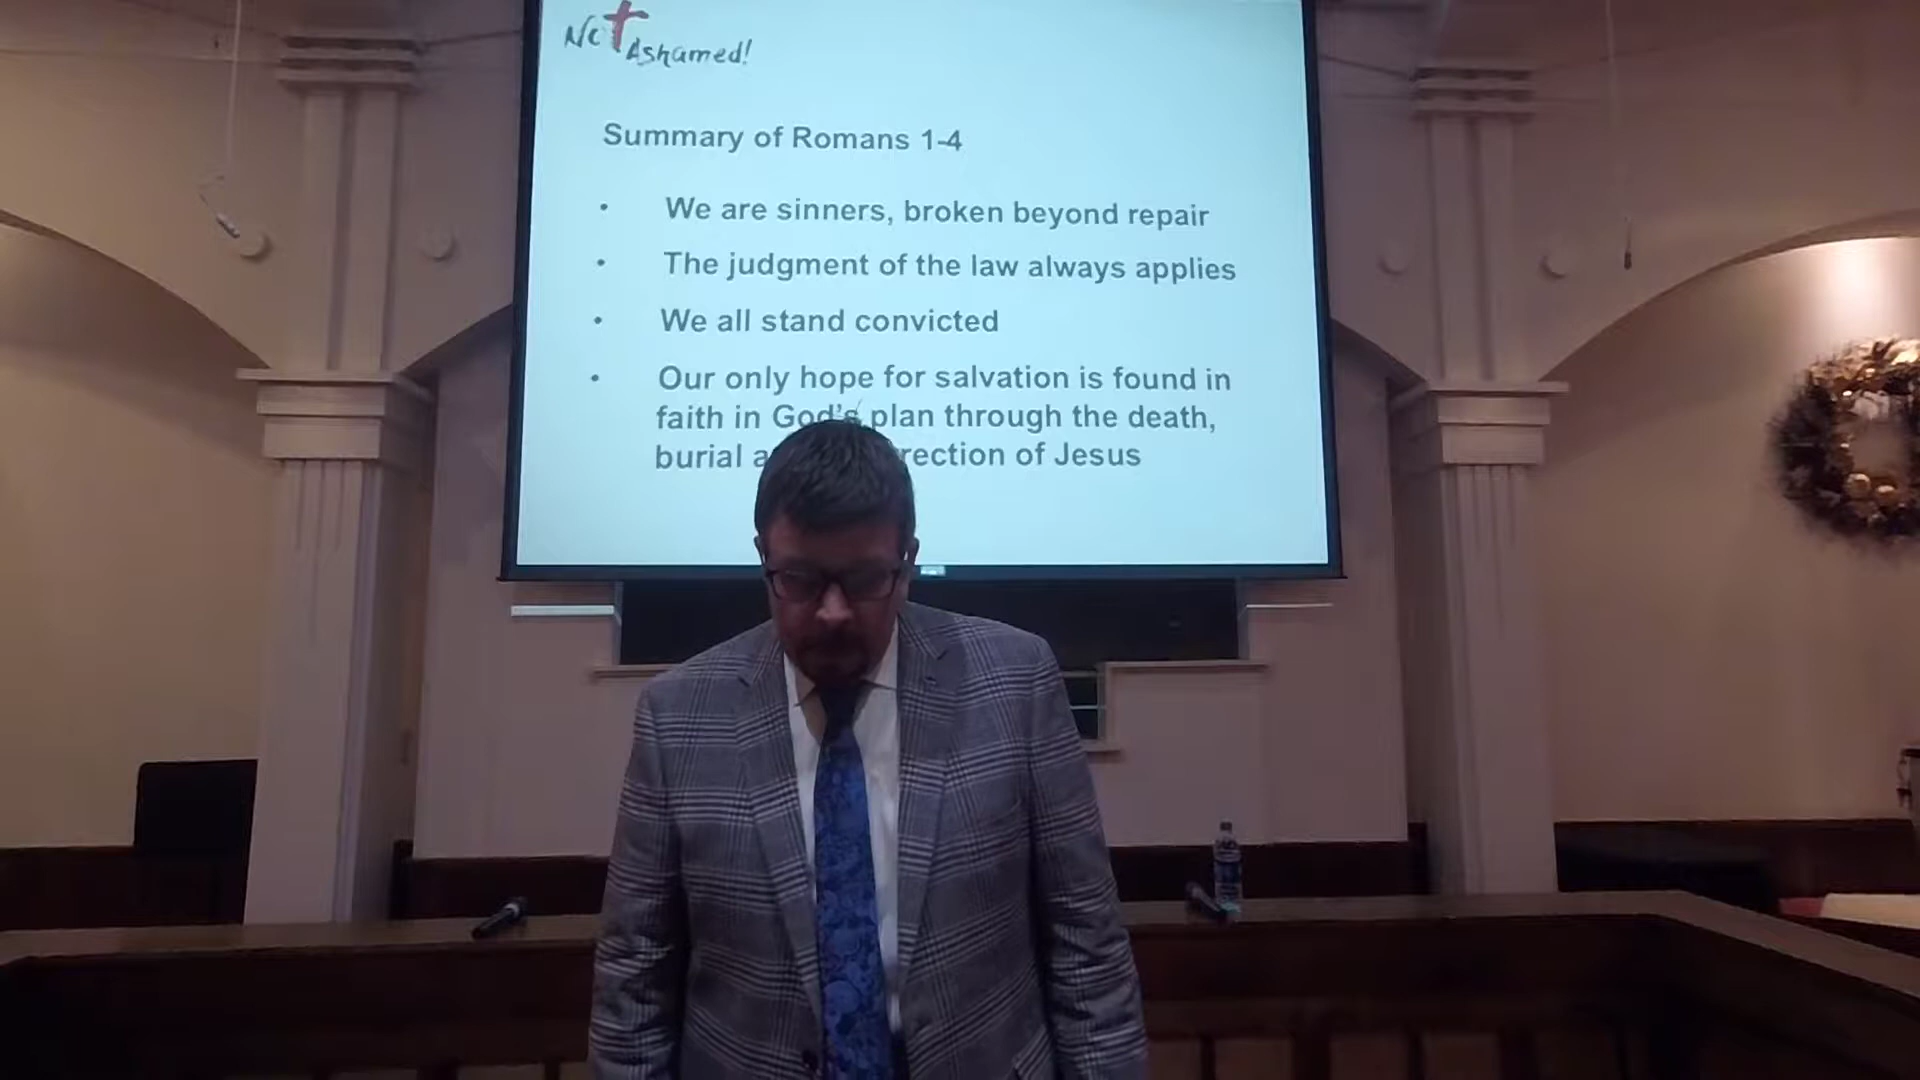 Not
Ashamed!
Summary of Romans 1-4
• We are sinners, broken beyond repair
• The judgment of the law always applies
• We all stand convicted
• Our only hope for salvation is found in
faith in God's plan through the death,
burial a rection of Jesus